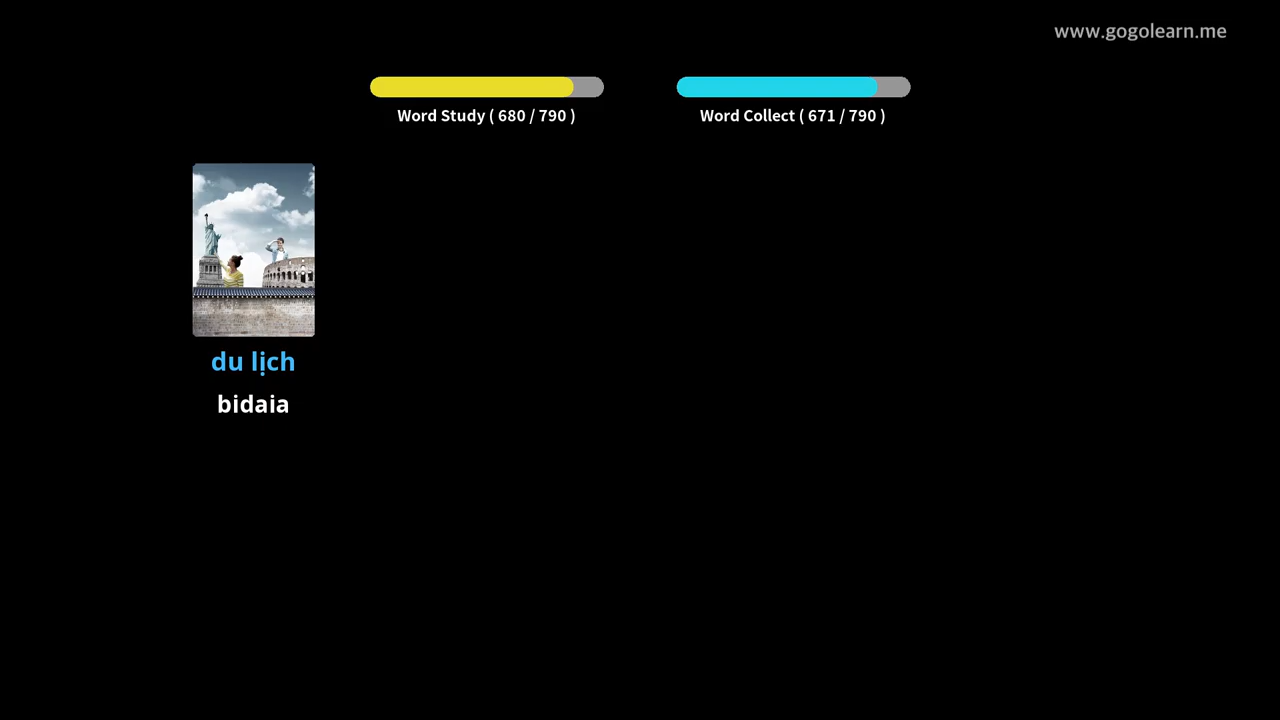 www.gogolearn.me
Word Study ( 680 / 790 )
Word Collect ( 671 / 790 )
du lịch
bidaia